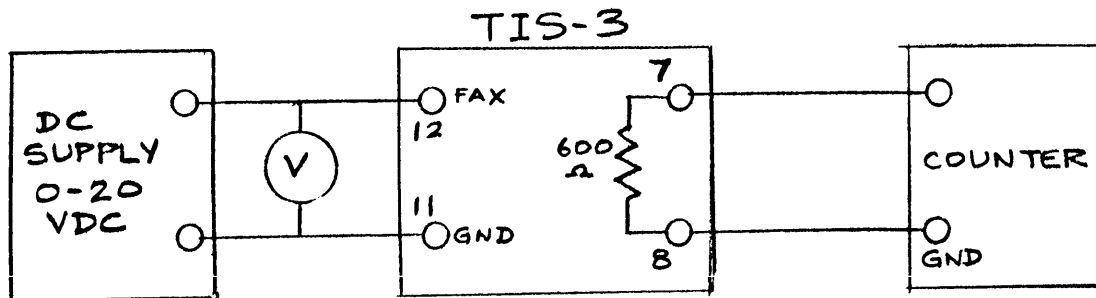 TIS-3
DC
SUPPLY
0-20
VDC
V
FAX
12
11
GND
600
Ω
7
8
COUNTER
GND